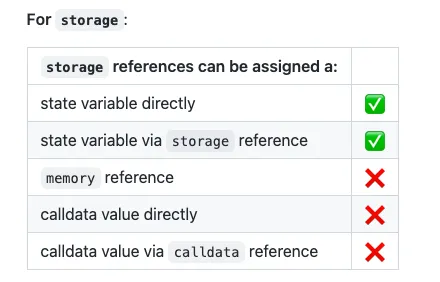 For storage :
storage references can be assigned a:
state variable directly ✅
state variable via storage reference ✅
memory reference ❌
calldata value directly ❌
calldata value via calldata reference ❌